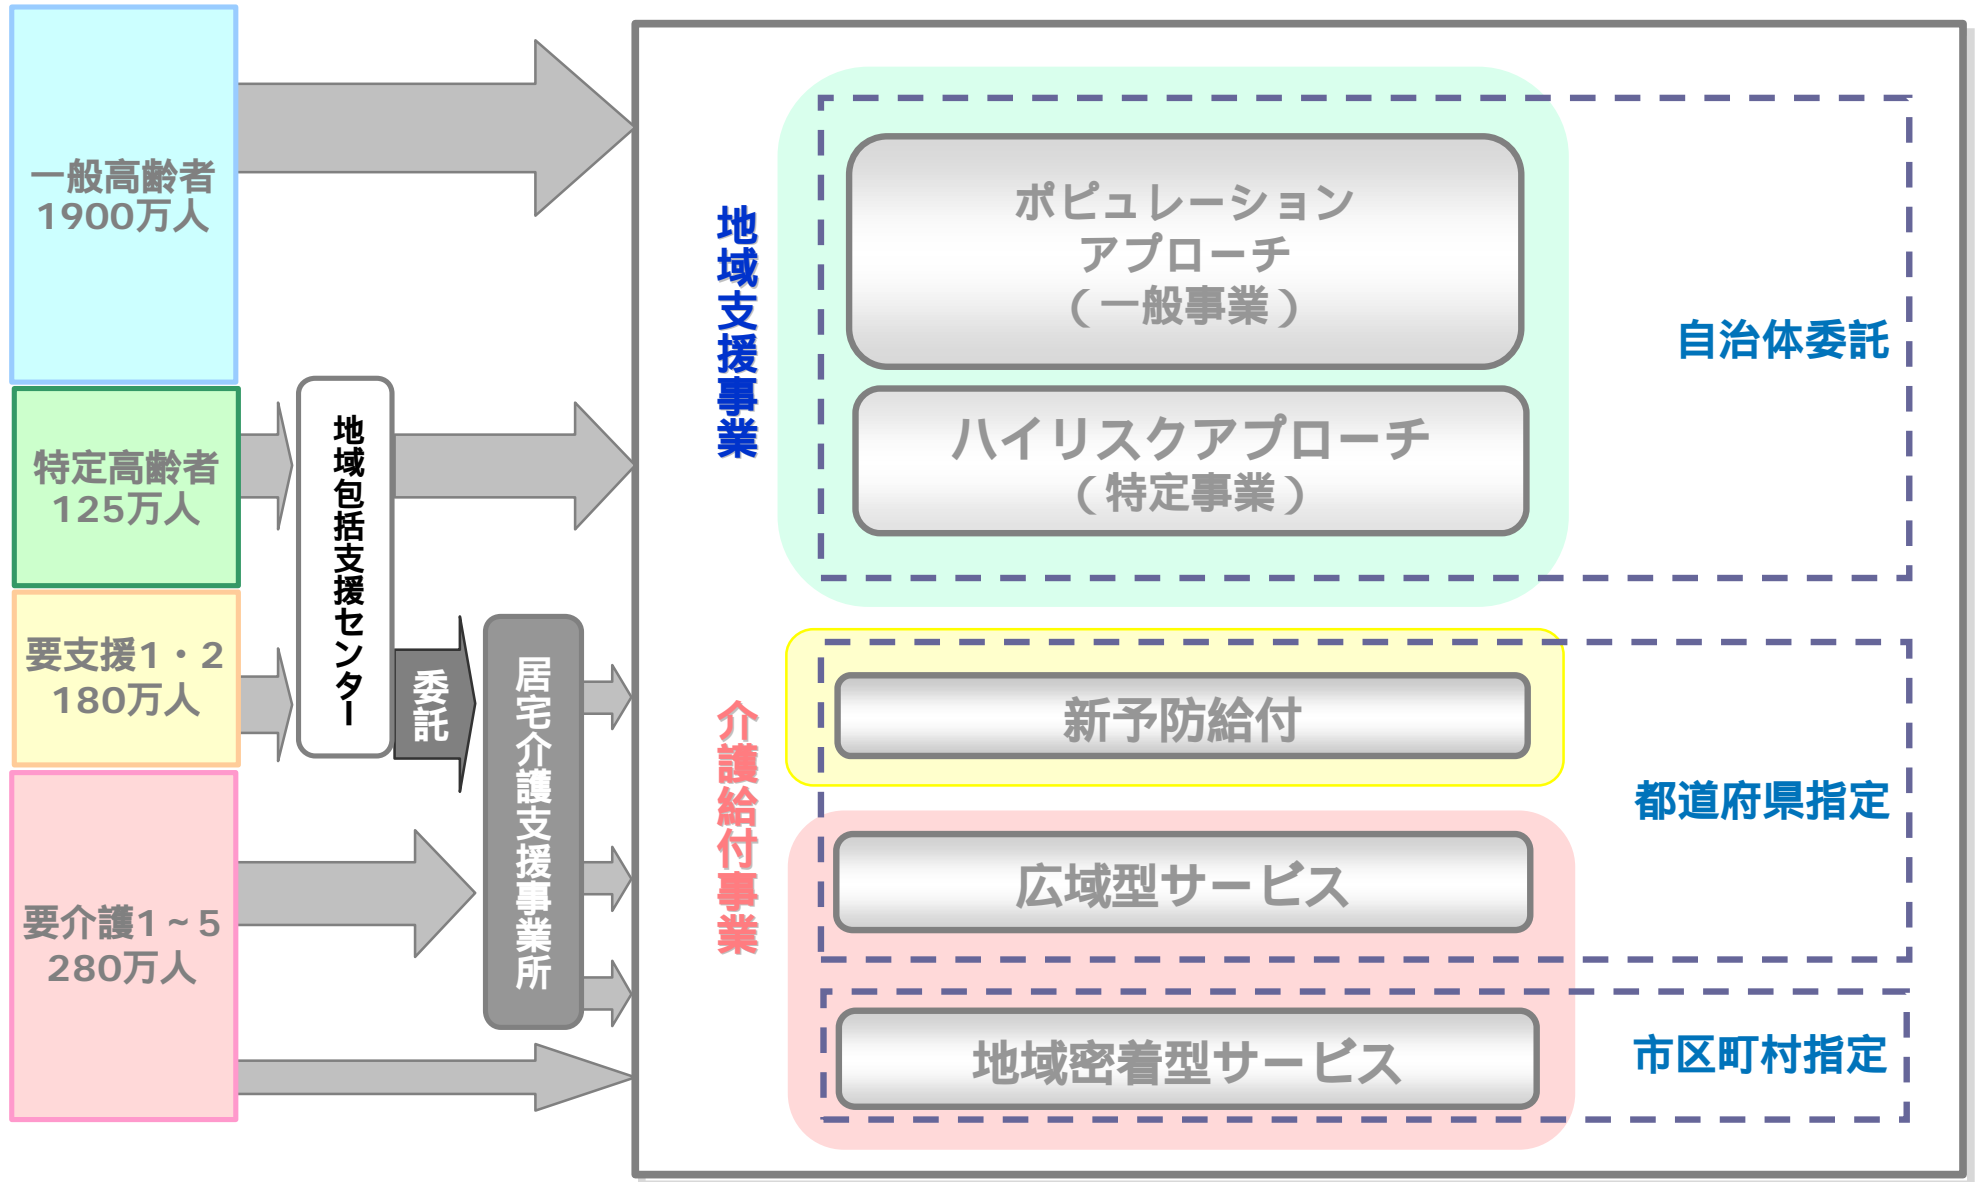 一般高齢者
1900万人
特定高齢者
125万人
要支援1・2
180万人
要介護1~5
280万人
地域包括支援センター
委託
居宅介護支援事業所
地域支援事業
ポピュレーション
アプローチ
(一般事業)
ハイリスクアプローチ
(特定事業)
自治体委託
介護給付事業
新予防給付
広域型サービス
都道府県指定
地域密着型サービス
市区町村指定